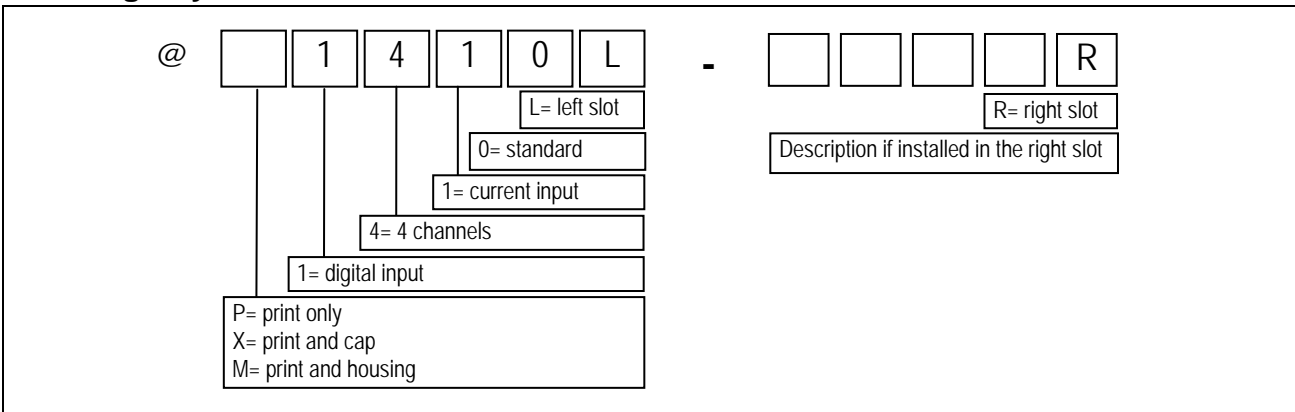 @ 1 4 1 0 L - R
L= left slot
R= right slot
0= standard
Description if installed in the right slot
1= current input
4= 4 channels
1= digital input
P= print only
X= print and cap
M= print and housing